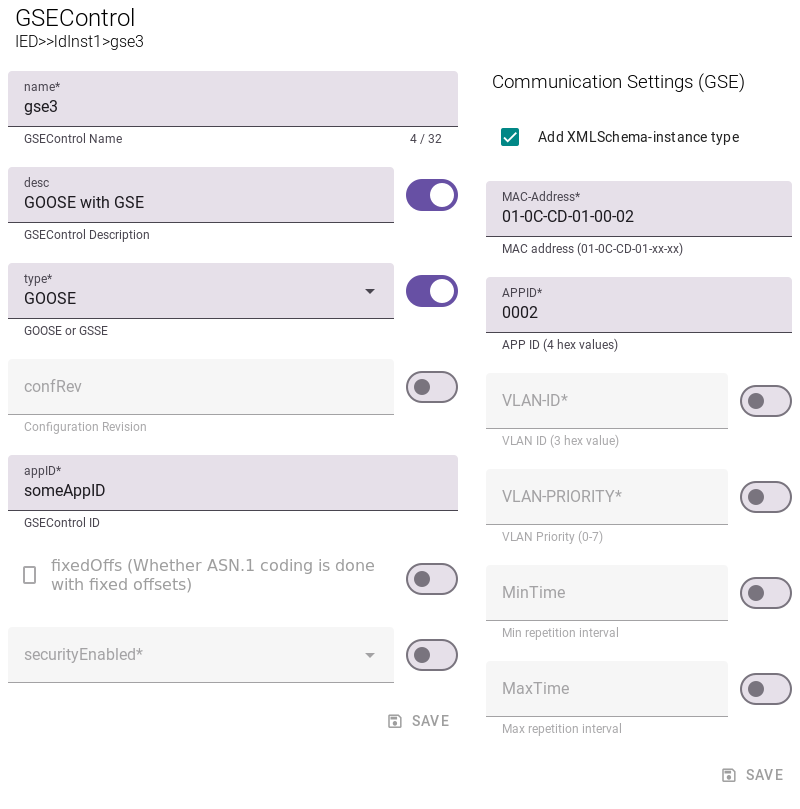 GSEControl
IED>>IdInst1>gse3
name*
gse3
GSEControl Name
4 / 32
desc
GOOSE with GSE
GSEControl Description
type*
GOOSE
GOOSE or GSSE
confRev
Configuration Revision
appID*
someAppID
GSEControl ID
fixedOffs (Whether ASN.1 coding is done
with fixed offsets)
securityEnabled*
SAVE
Communication Settings (GSE)
Add XMLSchema-instance type
MAC-Address*
01-0C-CD-01-00-02
MAC address (01-0C-CD-01-xx-xx)
APPID*
0002
APP ID (4 hex values)
VLAN-ID*
VLAN ID (3 hex value)
VLAN-PRIORITY*
VLAN Priority (0-7)
MinTime
Min repetition interval
MaxTime
Max repetition interval
SAVE